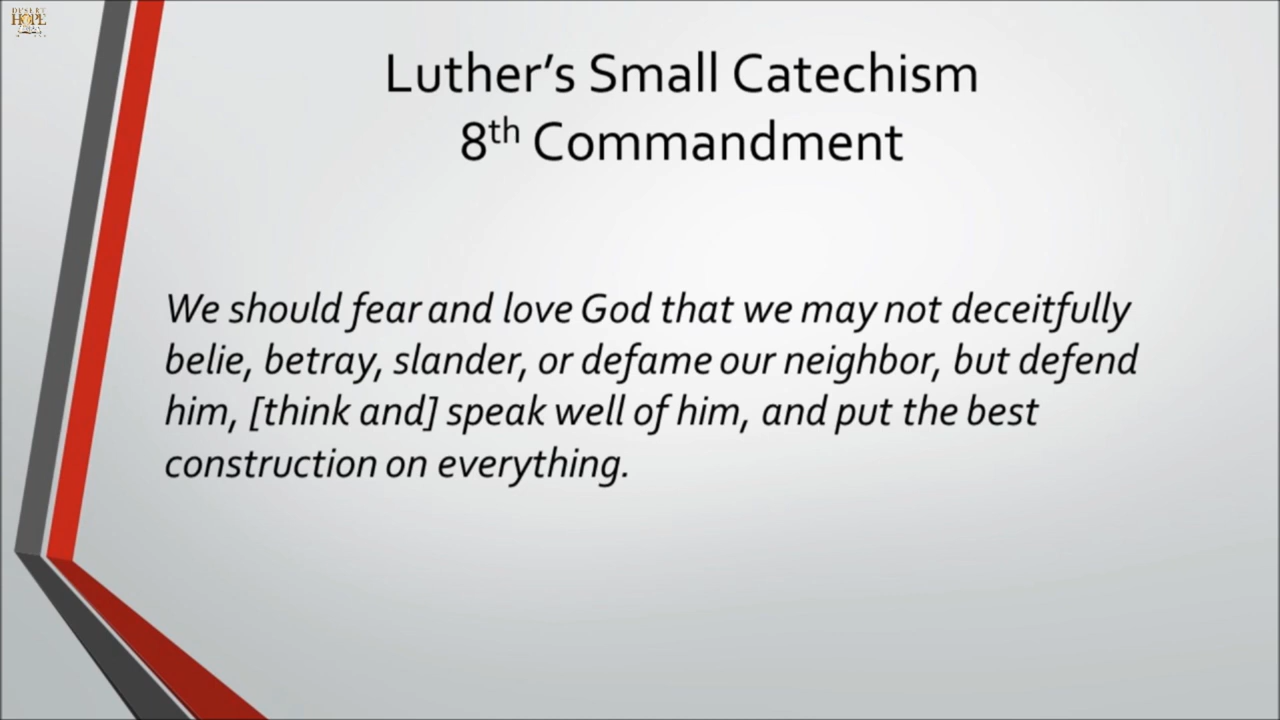 DESERT
HOPE
Luther’s Small Catechism
8th Commandment
We should fear and love God that we may not deceitfully
belie, betray, slander, or defame our neighbor, but defend
him, [think and] speak well of him, and put the best
construction on everything.